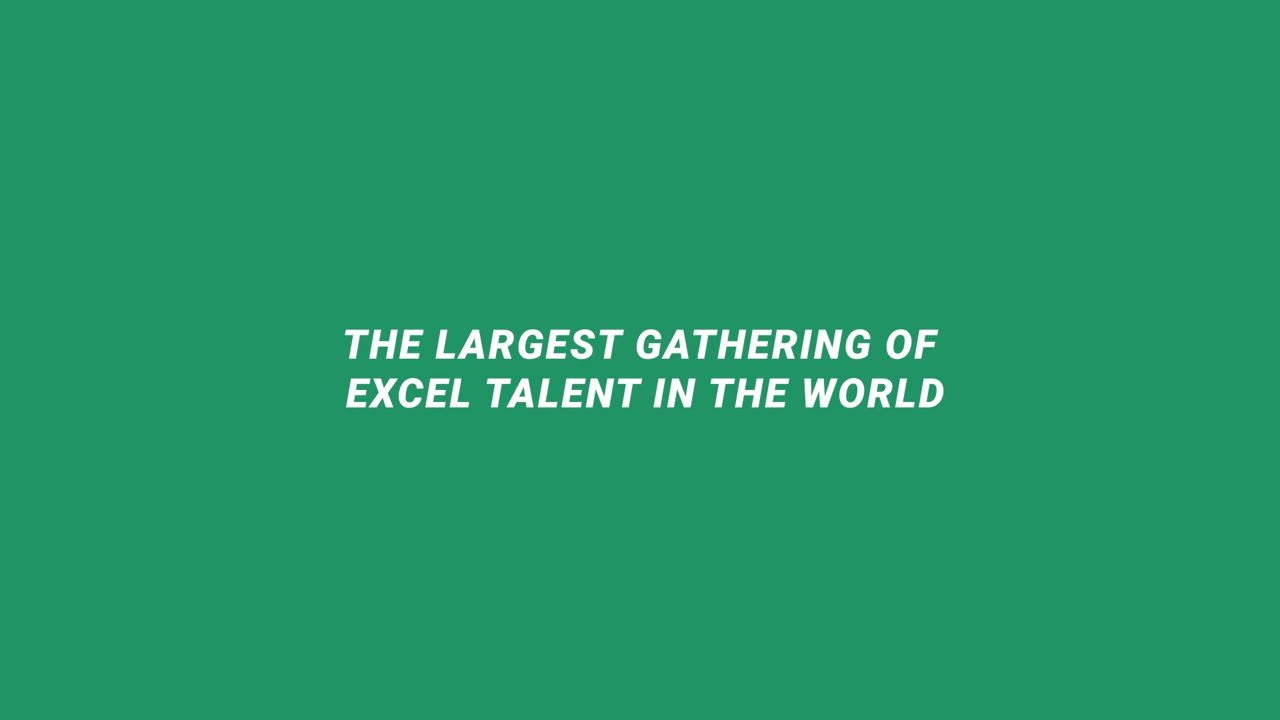 THE LARGEST GATHERING OF
EXCEL TALENT IN THE WORLD